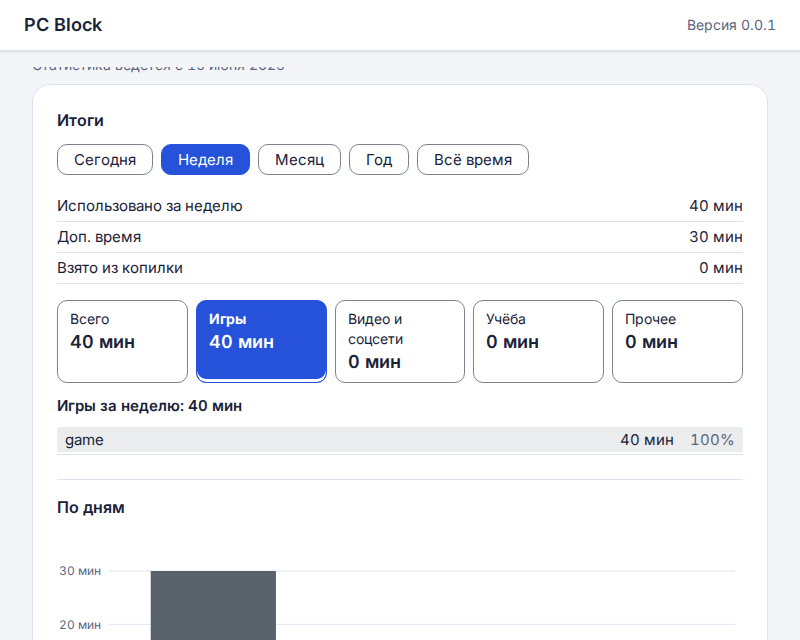 PC Block
Версия 0.0.1
Статистика ведётся с
Итоги
Сегодня
Неделя
Месяц
Год
Всё время
Использовано за неделю
40 мин
Доп. время
30 мин
Взято из копилки
0 мин
Всего
40 мин
Игры
40 мин
Видео и
соцсети
0 мин
Учёба
0 мин
Прочее
0 мин
Игры за неделю: 40 мин
game
40 мин
100%
По дням
30 мин
20 мин